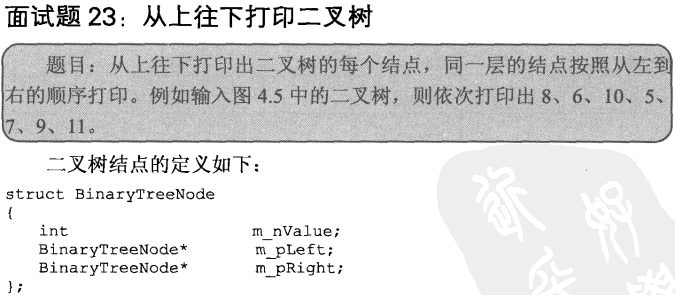 面试题 23：从上往下打印二叉树
题目：从上往下打印出二叉树的每个结点，同一层的结点按照从左到
右的顺序打印。例如输入图 4.5 中的二叉树，则依次打印出 8、6、10、5、
7、9、11。
二叉树结点的定义如下：
struct BinaryTreeNode
{
int m_nValue;
BinaryTreeNode* m_pLeft;
BinaryTreeNode* m_pRight;
};